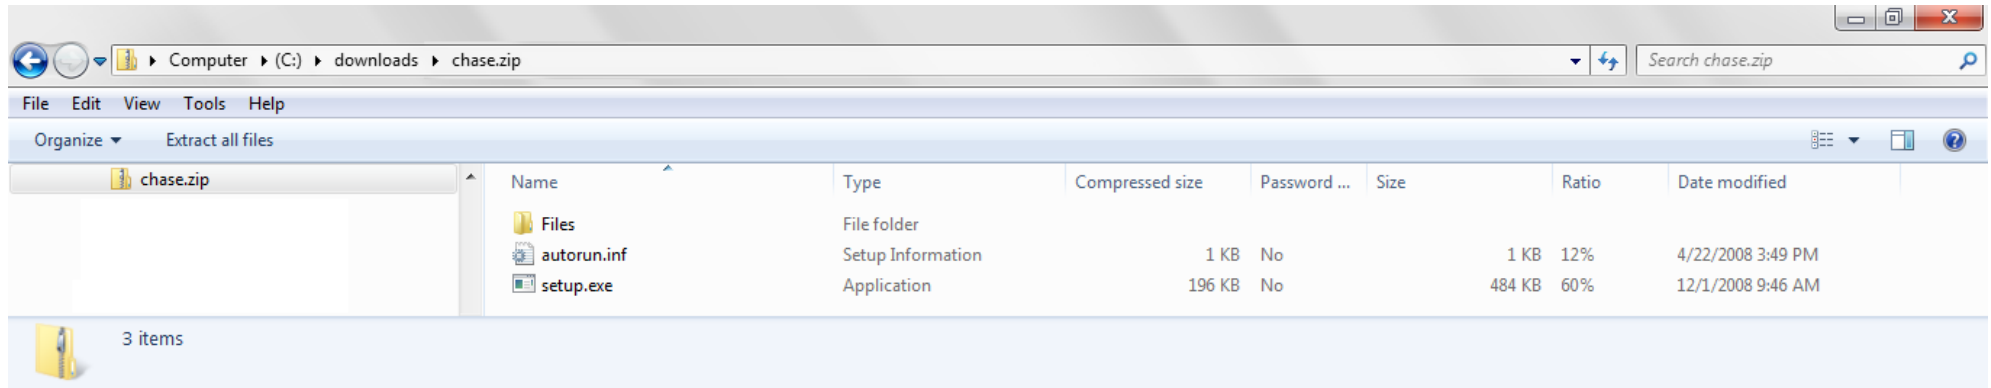 Computer (C:) downloads chase.zip Search chase.zip
File Edit View Tools Help
Organize Extract all files
chase.zip
Name Type Compressed size Password ... Size Ratio Date modified
Files File folder
autorun.inf Setup Information 1 KB No 1 KB 12% 4/22/2008 3:49 PM
setup.exe Application 196 KB No 484 KB 60% 12/1/2008 9:46 AM
3 items